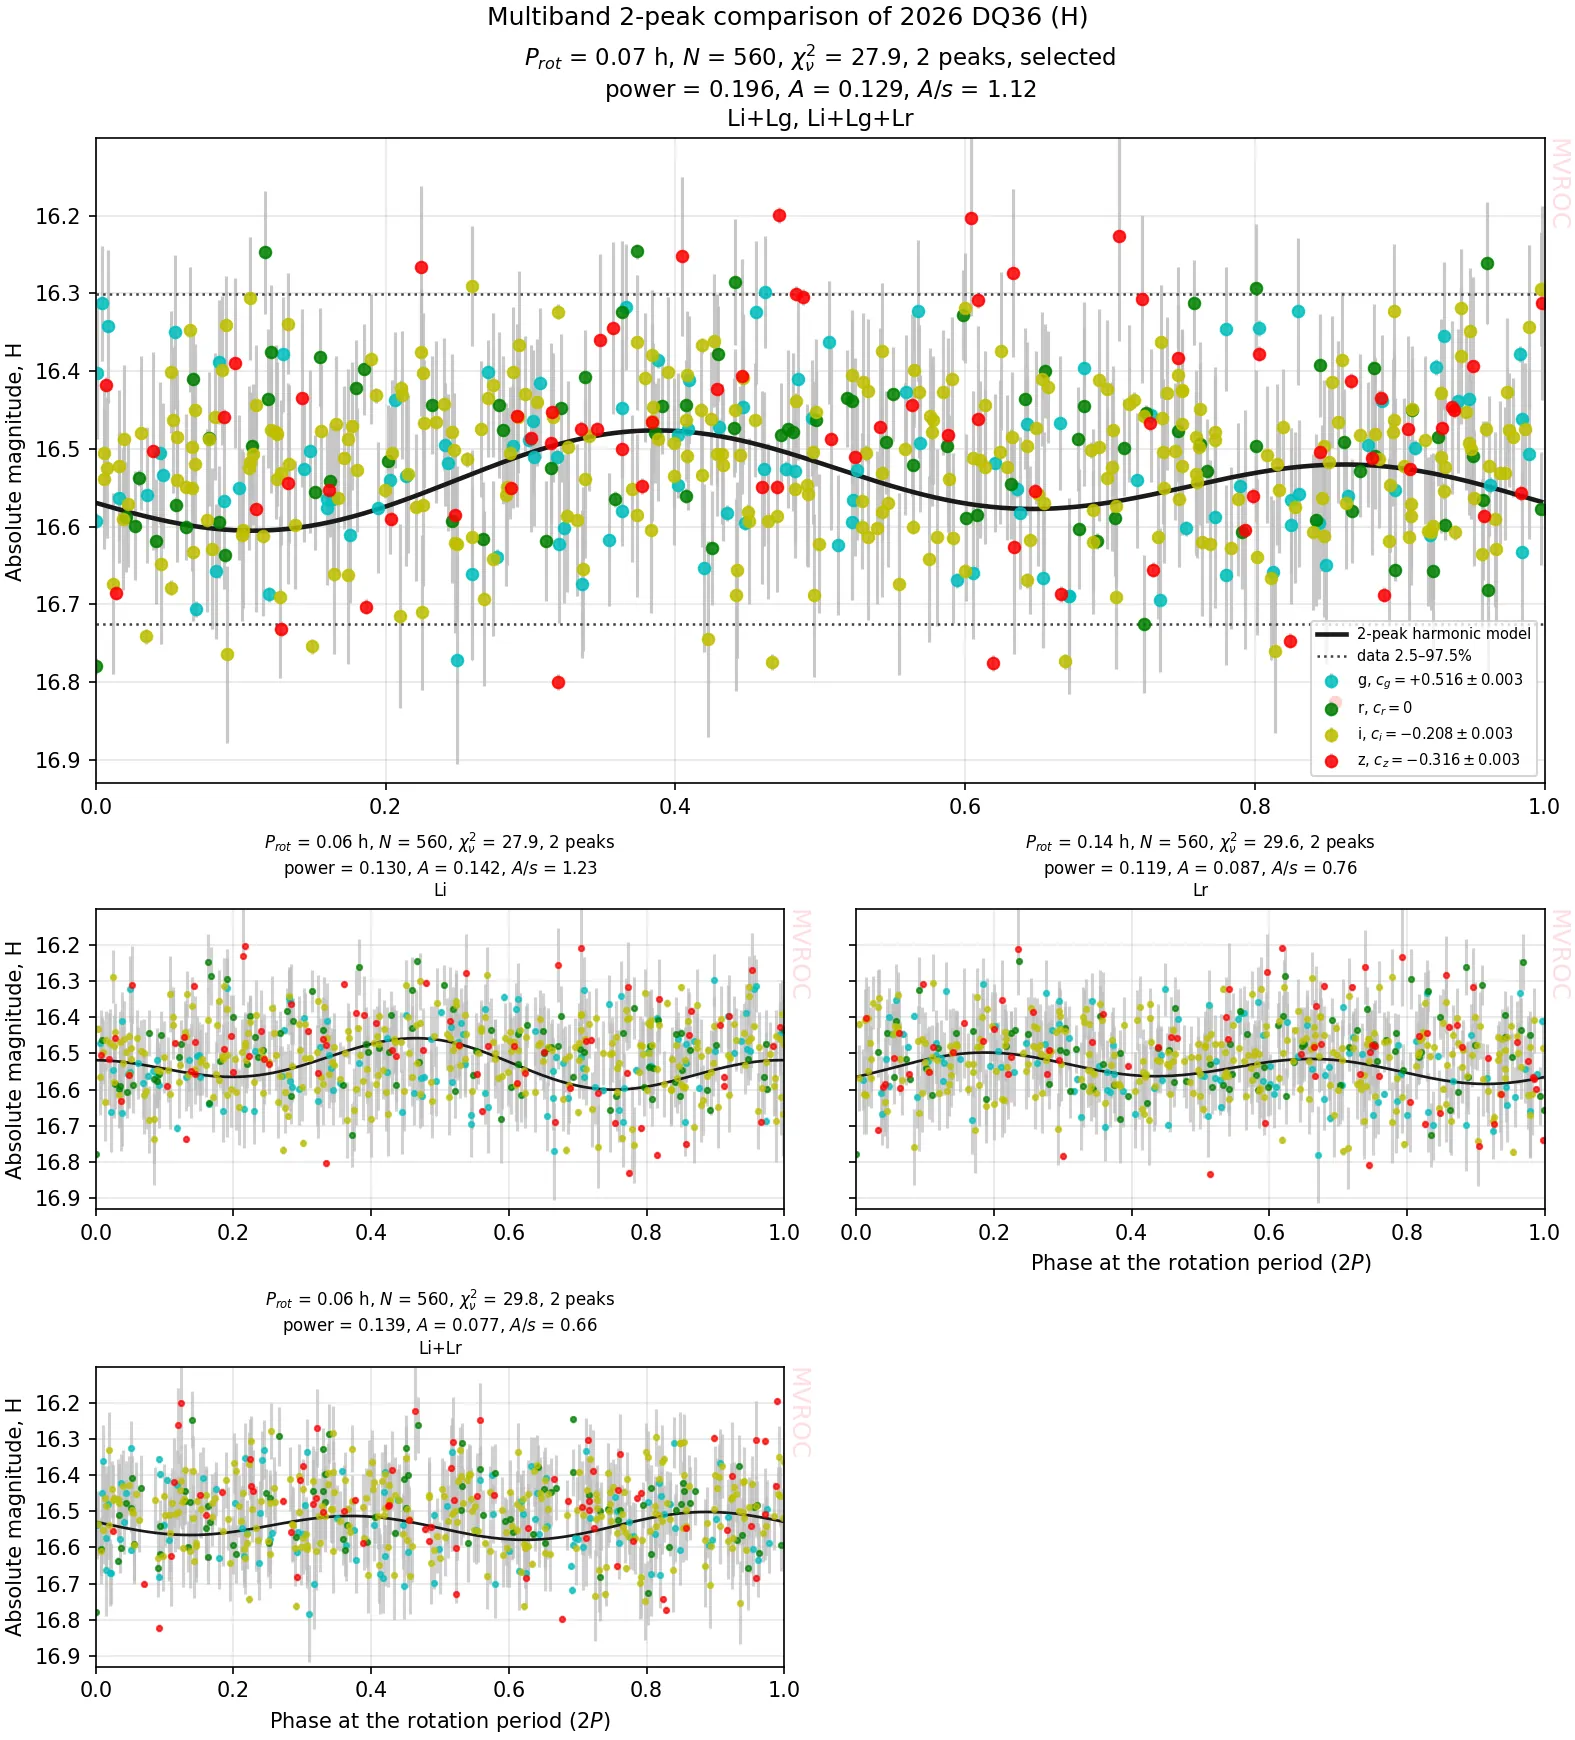 Multiband 2-peak comparison of 2026 DQ36 (H)
P_rot = 0.07 h, N = 560, χ²_ν = 27.9, 2 peaks, selected
power = 0.196, A = 0.129, A/s = 1.12
Li+Lg, Li+Lg+Lr
MVROC
Absolute magnitude, H
16.2
16.3
16.4
16.5
16.6
16.7
16.8
16.9
2-peak harmonic model
data 2.5–97.5%
g, c_g = +0.516 ± 0.003
r, c_r = 0
i, c_i = −0.208 ± 0.003
z, c_z = −0.316 ± 0.003
0.0 0.2 0.4 0.6 0.8 1.0
P_rot = 0.06 h, N = 560, χ²_ν = 27.9, 2 peaks
power = 0.130, A = 0.142, A/s = 1.23
Li
MVROC
Absolute magnitude, H
16.2
16.3
16.4
16.5
16.6
16.7
16.8
16.9
0.0 0.2 0.4 0.6 0.8 1.0
P_rot = 0.14 h, N = 560, χ²_ν = 29.6, 2 peaks
power = 0.119, A = 0.087, A/s = 0.76
Lr
MVROC
0.0 0.2 0.4 0.6 0.8 1.0
Phase at the rotation period (2P)
P_rot = 0.06 h, N = 560, χ²_ν = 29.8, 2 peaks
power = 0.139, A = 0.077, A/s = 0.66
Li+Lr
MVROC
Absolute magnitude, H
16.2
16.3
16.4
16.5
16.6
16.7
16.8
16.9
0.0 0.2 0.4 0.6 0.8 1.0
Phase at the rotation period (2P)